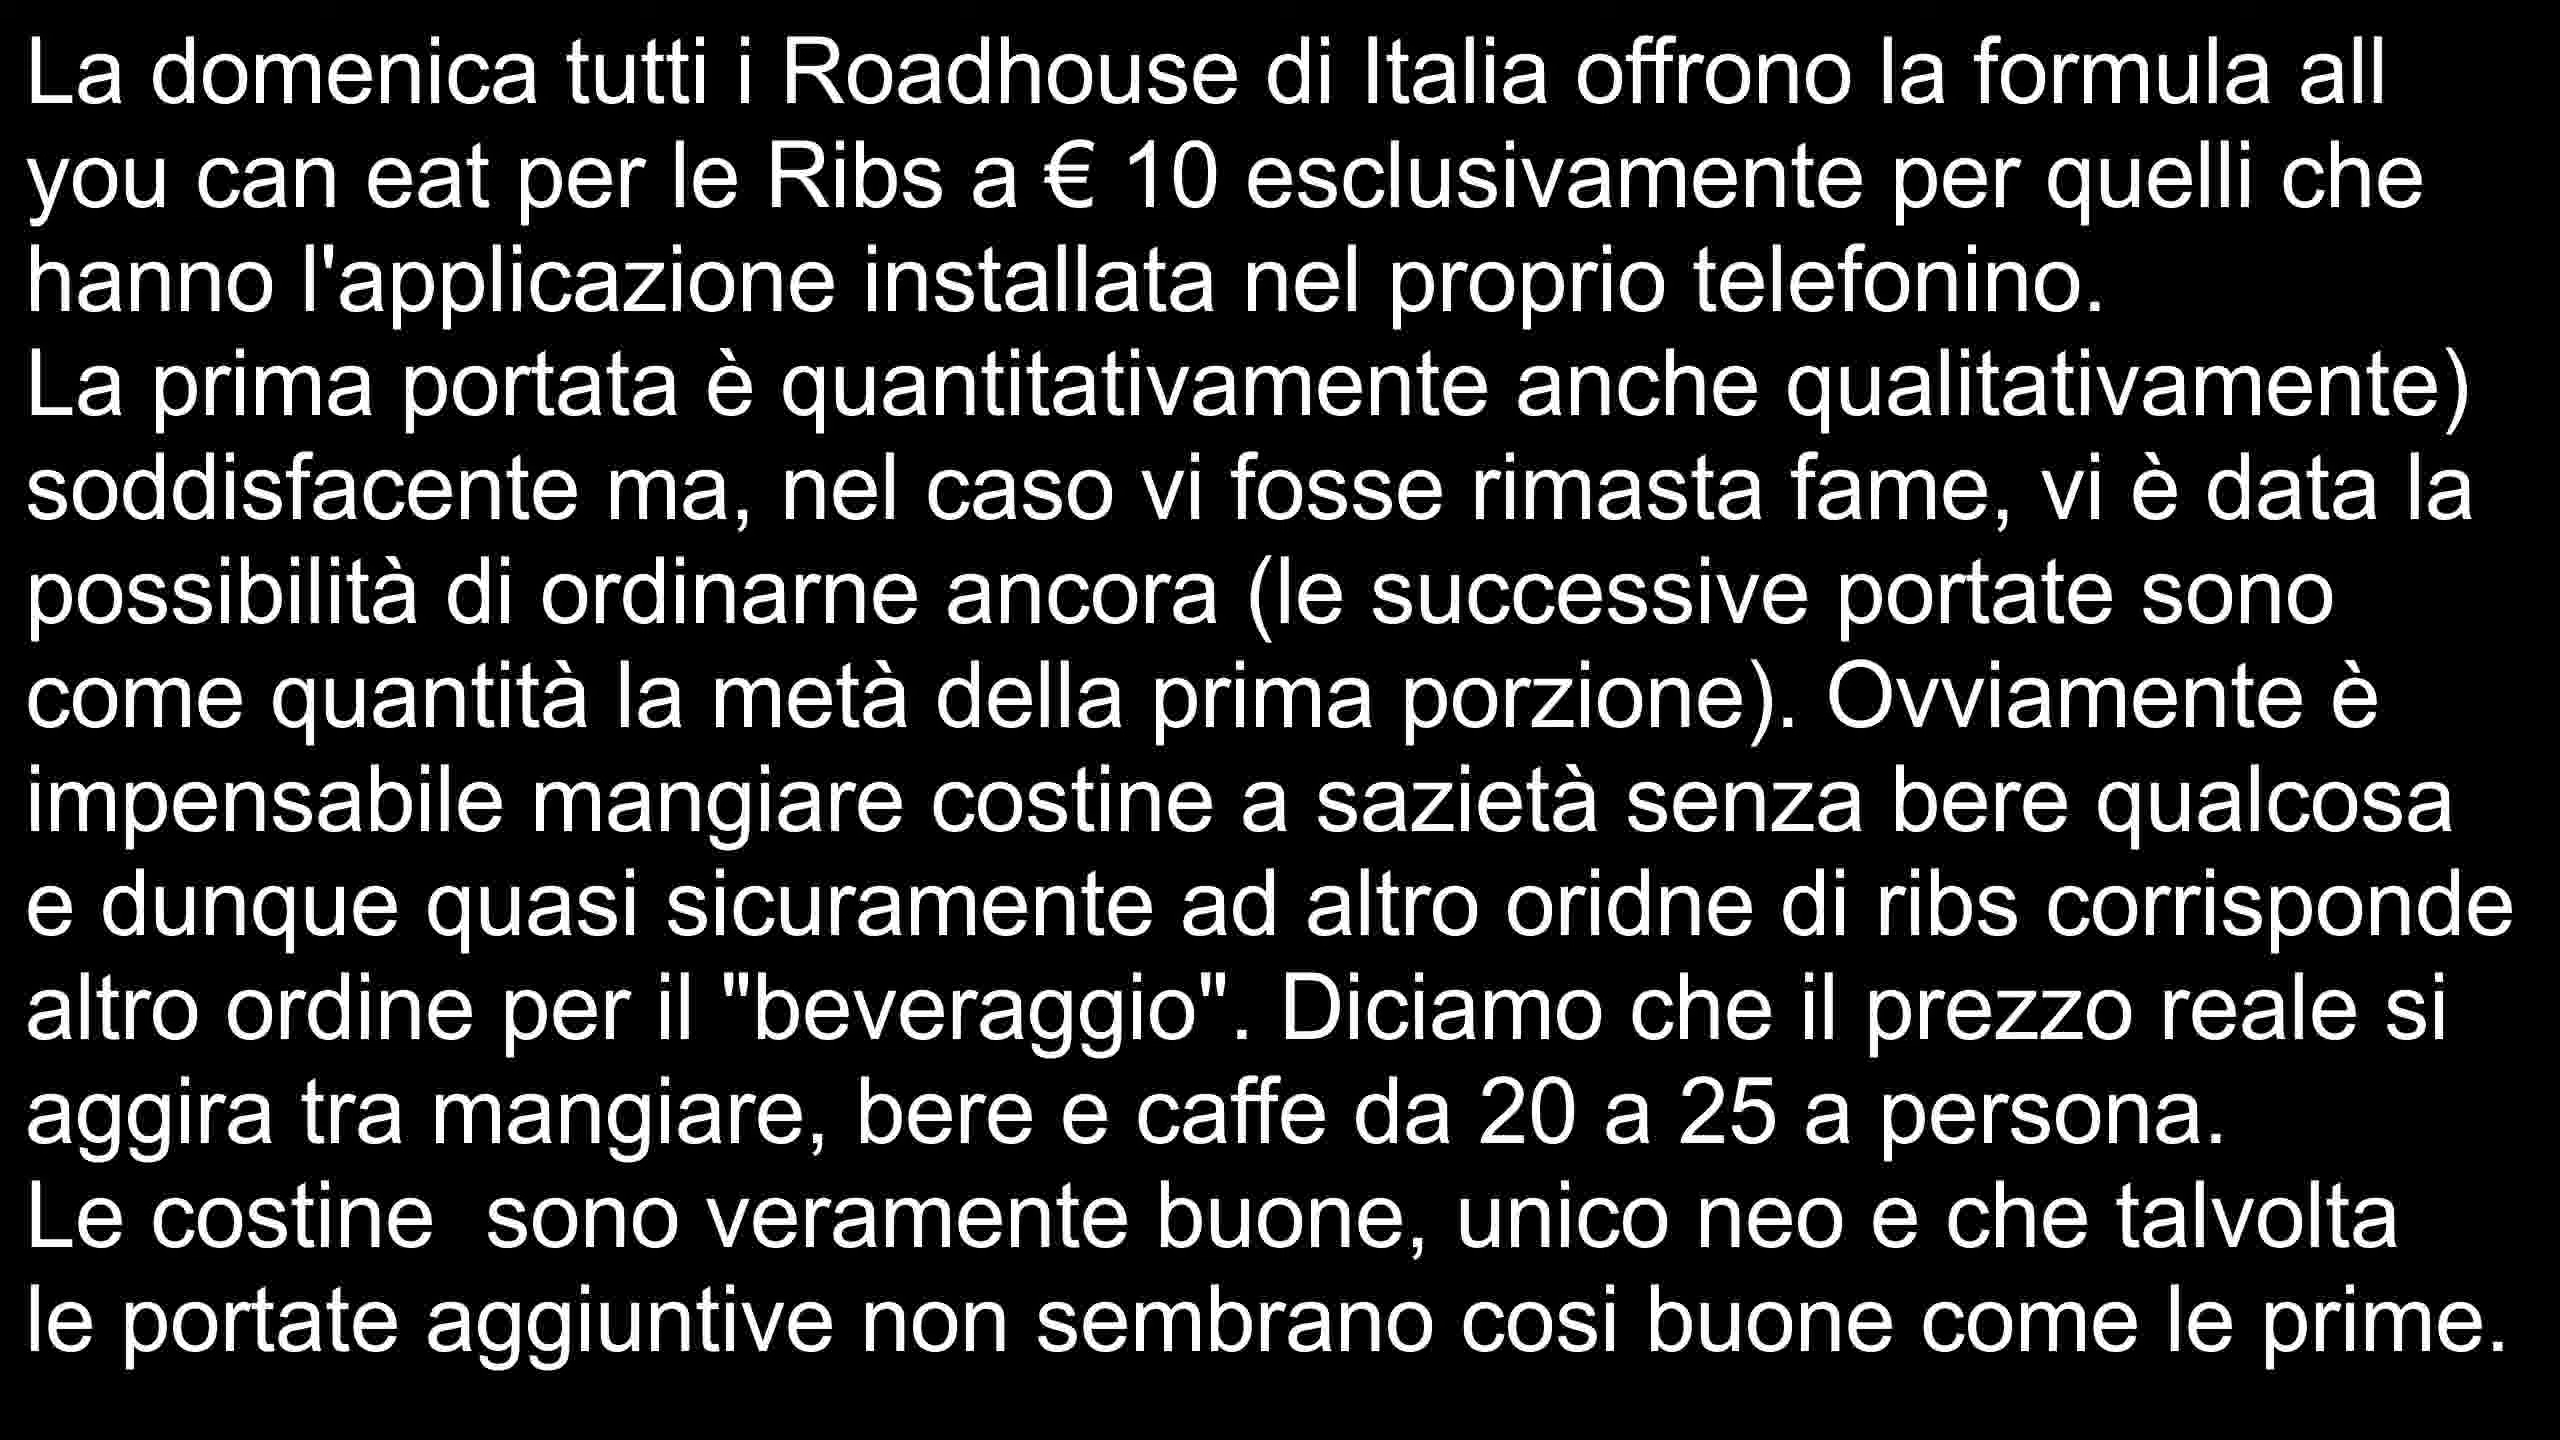 La domenica tutti i Roadhouse di Italia offrono la formula all
you can eat per le Ribs a € 10 esclusivamente per quelli che
hanno l'applicazione installata nel proprio telefonino.
La prima portata è quantitativamente anche qualitativamente)
soddisfacente ma, nel caso vi fosse rimasta fame, vi è data la
possibilità di ordinarne ancora (le successive portate sono
come quantità la metà della prima porzione). Ovviamente è
impensabile mangiare costine a sazietà senza bere qualcosa
e dunque quasi sicuramente ad altro oridne di ribs corrisponde
altro ordine per il "beveraggio". Diciamo che il prezzo reale si
aggira tra mangiare, bere e caffe da 20 a 25 a persona.
Le costine  sono veramente buone, unico neo e che talvolta
le portate aggiuntive non sembrano cosi buone come le prime.